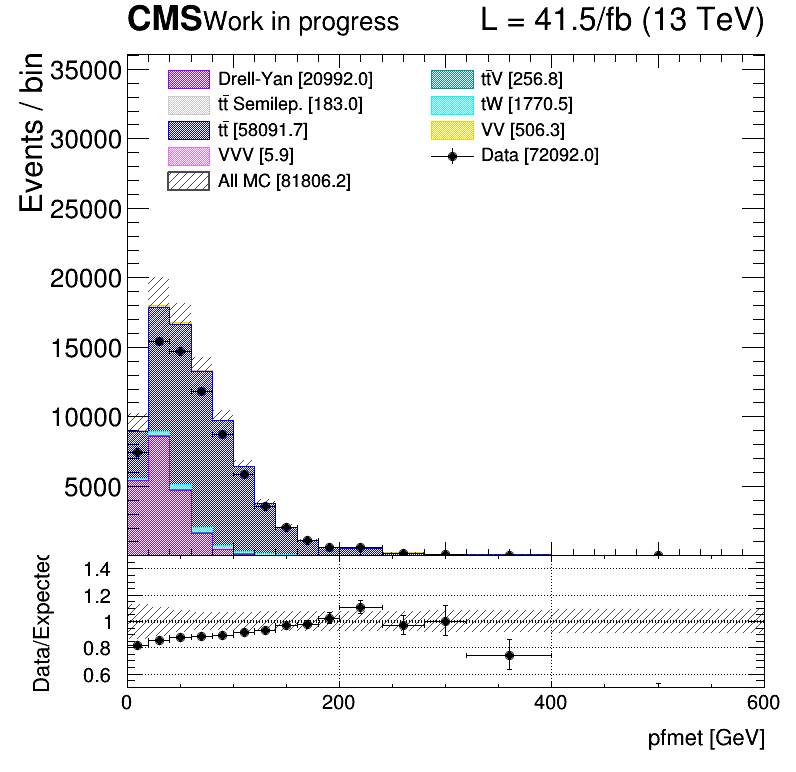 CMS Work in progress L = 41.5/fb (13 TeV)
Events / bin
35000
30000
25000
20000
15000
10000
5000
Drell-Yan [20992.0]
tt̄ Semilep. [183.0]
tt̄ [58091.7]
VVV [5.9]
All MC [81806.2]
tt̄V [256.8]
tW [1770.5]
VV [506.3]
Data [72092.0]
Data/Expected
1.4
1.2
1
0.8
0.6
0 200 400 600
pfmet [GeV]